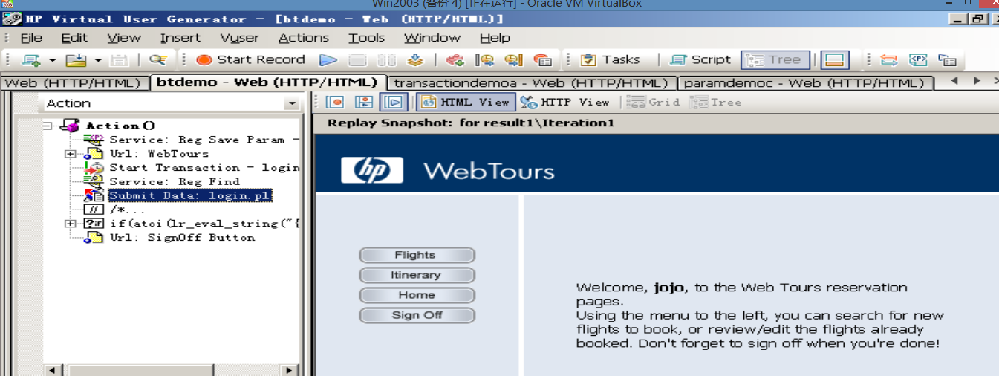 Win2003 (备份 4) [正在运行] - Oracle VM VirtualBox
HP Virtual User Generator - [btdemo - Web (HTTP/HTML)]
File Edit View Insert Vuser Actions Tools Window Help
Start Record Tasks Script Tree
Web (HTTP/HTML) btdemo - Web (HTTP/HTML) transactiondemoa - Web (HTTP/HTML) paramdemoc - Web (HTTP/HTML)
Action
HTML View HTTP View Grid Tree
Action()
Service: Reg Save Param -
Url: WebTours
Start Transaction - login
Service: Reg Find
Submit Data: login.pl
// /*...
?iF if(atoi(lr_eval_string("{
Url: SignOff Button
Replay Snapshot: for result1\Iteration1
hp WebTours
Flights
Itinerary
Home
Sign Off
Welcome, jojo, to the Web Tours reservation
pages.
Using the menu to the left, you can search for new
flights to book, or review/edit the flights already
booked. Don't forget to sign off when you're done!